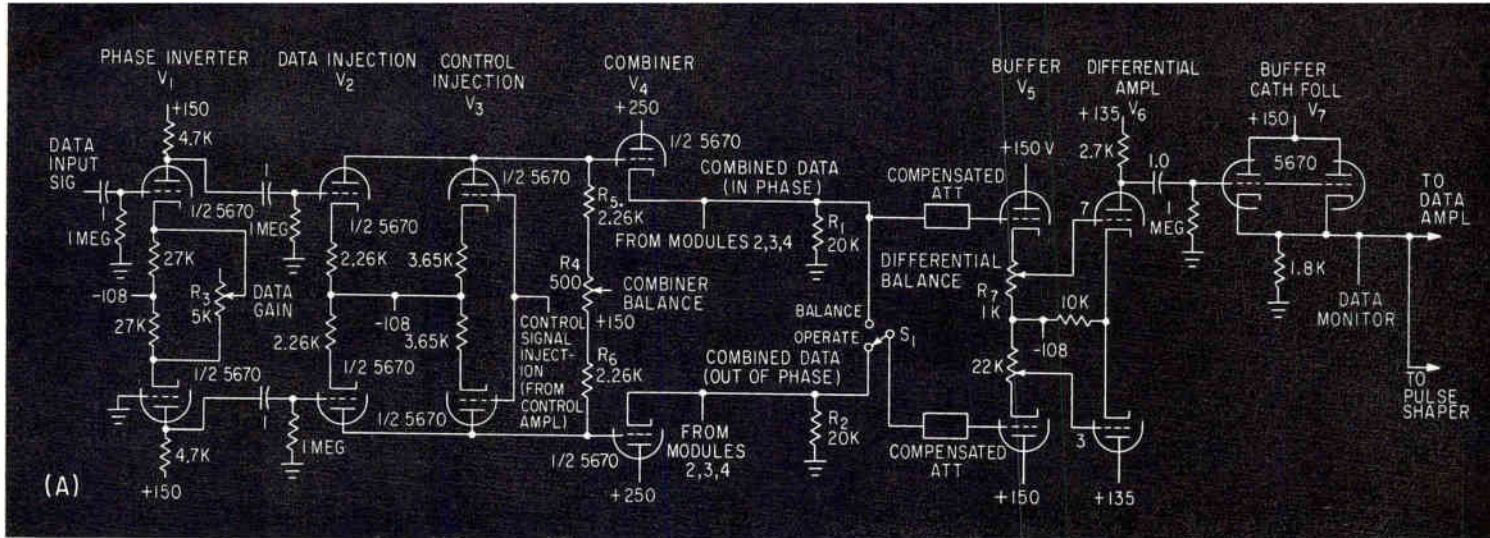 PHASE INVERTER
V1
+150
4.7K
DATA
INPUT
SIG
1
1 MEG
1/2 5670
27K
-108
27K
R3
5K
DATA
GAIN
1/2 5670
4.7K
+150
(A)
DATA INJECTION
V2
1
1 MEG
1/2 5670
2.26K
-108
2.26K
1/2 5670
1
1 MEG
CONTROL
INJECTION
V3
1/2 5670
3.65K
3.65K
1/2 5670
CONTROL
SIGNAL
INJECT-
ION
(FROM
CONTROL
AMPL)
R5
2.26K
R4
500
COMBINER
BALANCE
+150
R6
2.26K
COMBINER
V4
+250
1/2 5670
COMBINED DATA
(IN PHASE)
FROM MODULES 2,3,4
R1
20K
COMBINED DATA
(OUT OF PHASE)
FROM
MODULES
2,3,4
R2
20K
1/2 5670
+250
BALANCE
OPERATE
S1
COMPENSATED
ATT
COMPENSATED
ATT
BUFFER
V5
+150 V
DIFFERENTIAL
BALANCE
R7
1K
22K
-108
10K
+150
DIFFERENTIAL
AMPL
V6
+135
2.7K
7
3
+135
1.0
1
MEG
BUFFER
CATH FOLL
V7
+150
5670
1.8K
DATA
MONITOR
TO
DATA
AMPL
TO
PULSE
SHAPER